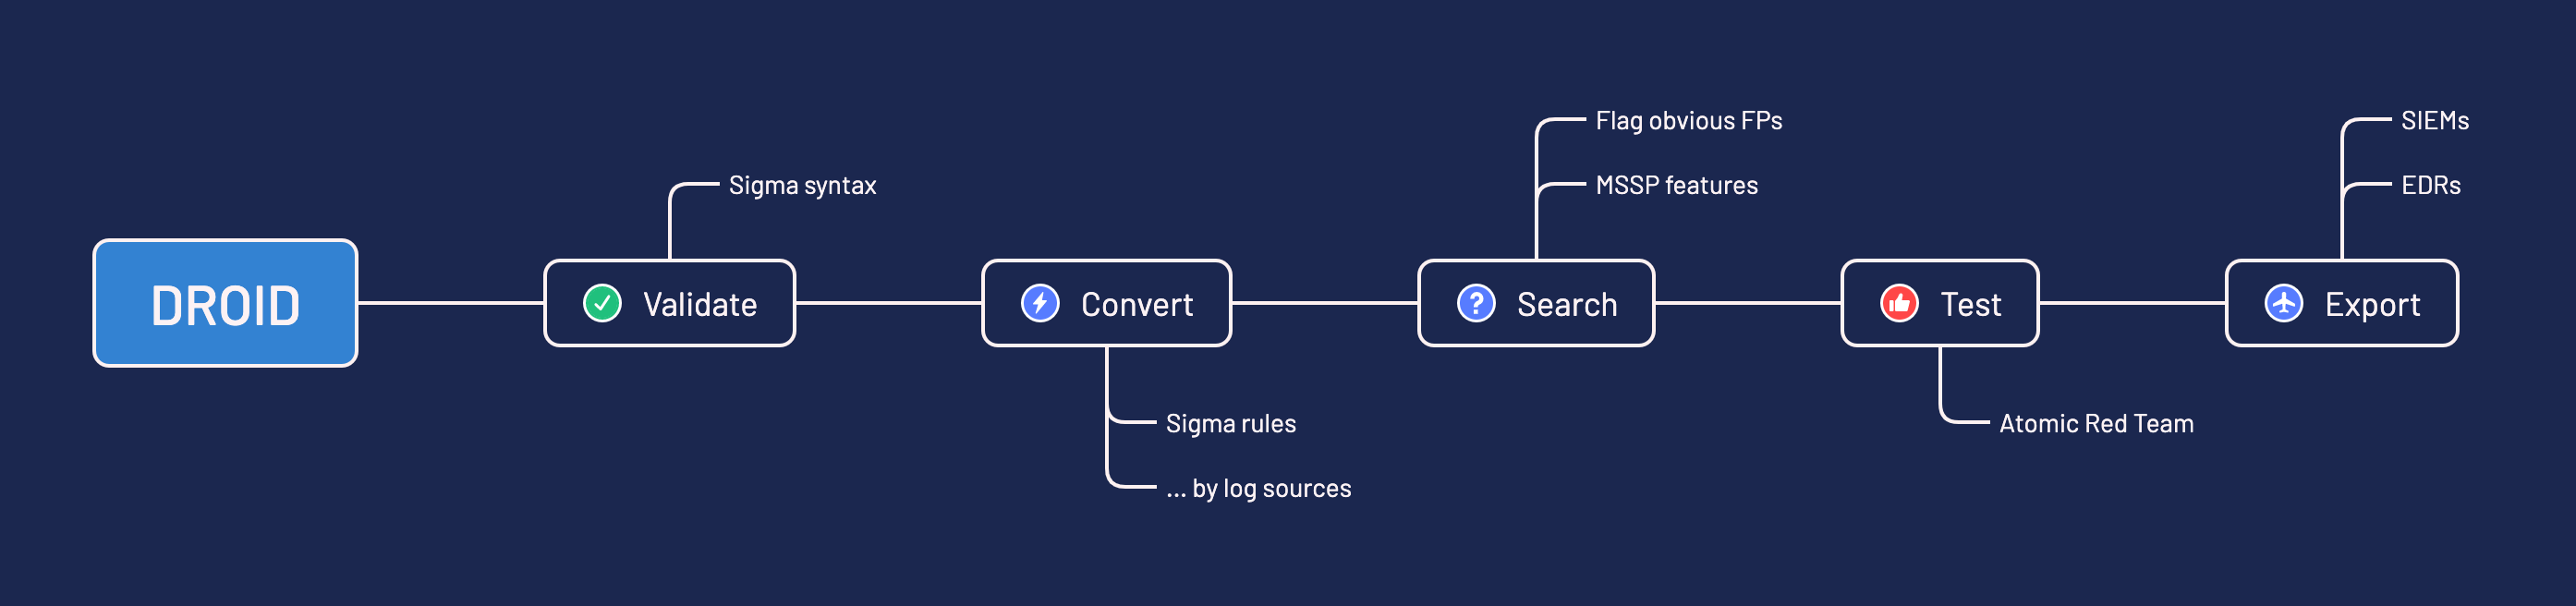 DROID
Sigma syntax
Validate
Convert
Sigma rules
... by log sources
Flag obvious FPs
MSSP features
Search
Test
Atomic Red Team
SIEMs
EDRs
Export